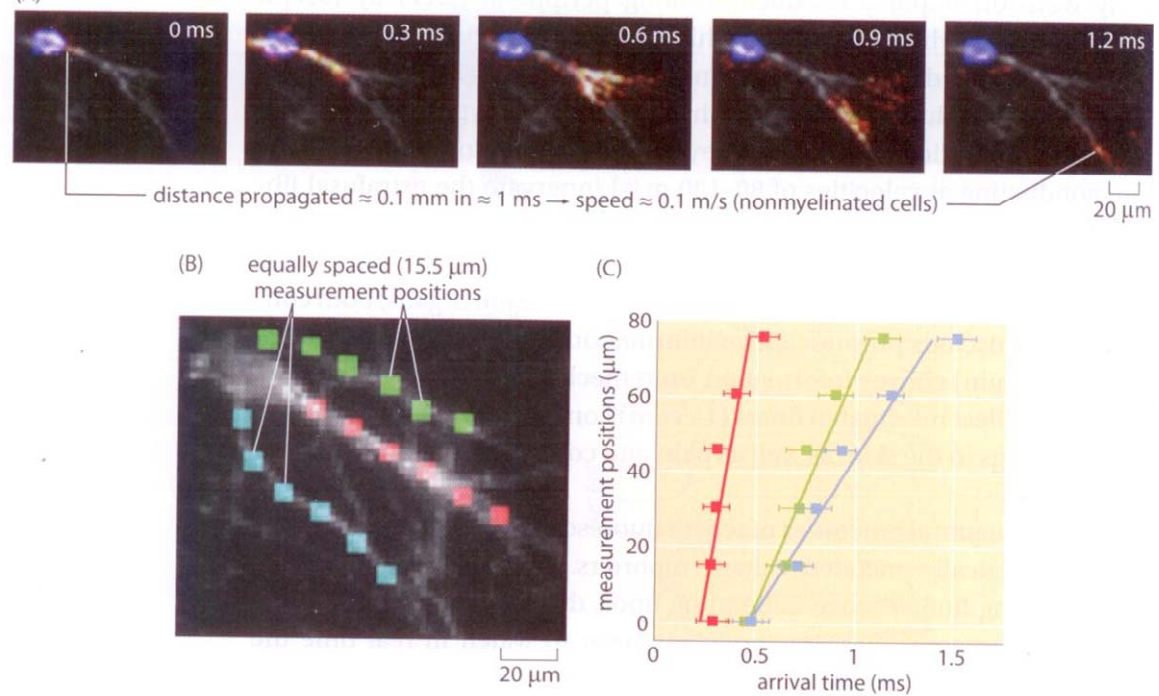 0 ms
0.3 ms
0.6 ms
0.9 ms
1.2 ms
distance propagated ≈ 0.1 mm in ≈ 1 ms → speed ≈ 0.1 m/s (nonmyelinated cells)
20 μm
(B)
equally spaced (15.5 μm)
measurement positions
20 μm
(C)
measurement positions (μm)
80
60
40
20
0
0
0.5
1
1.5
arrival time (ms)